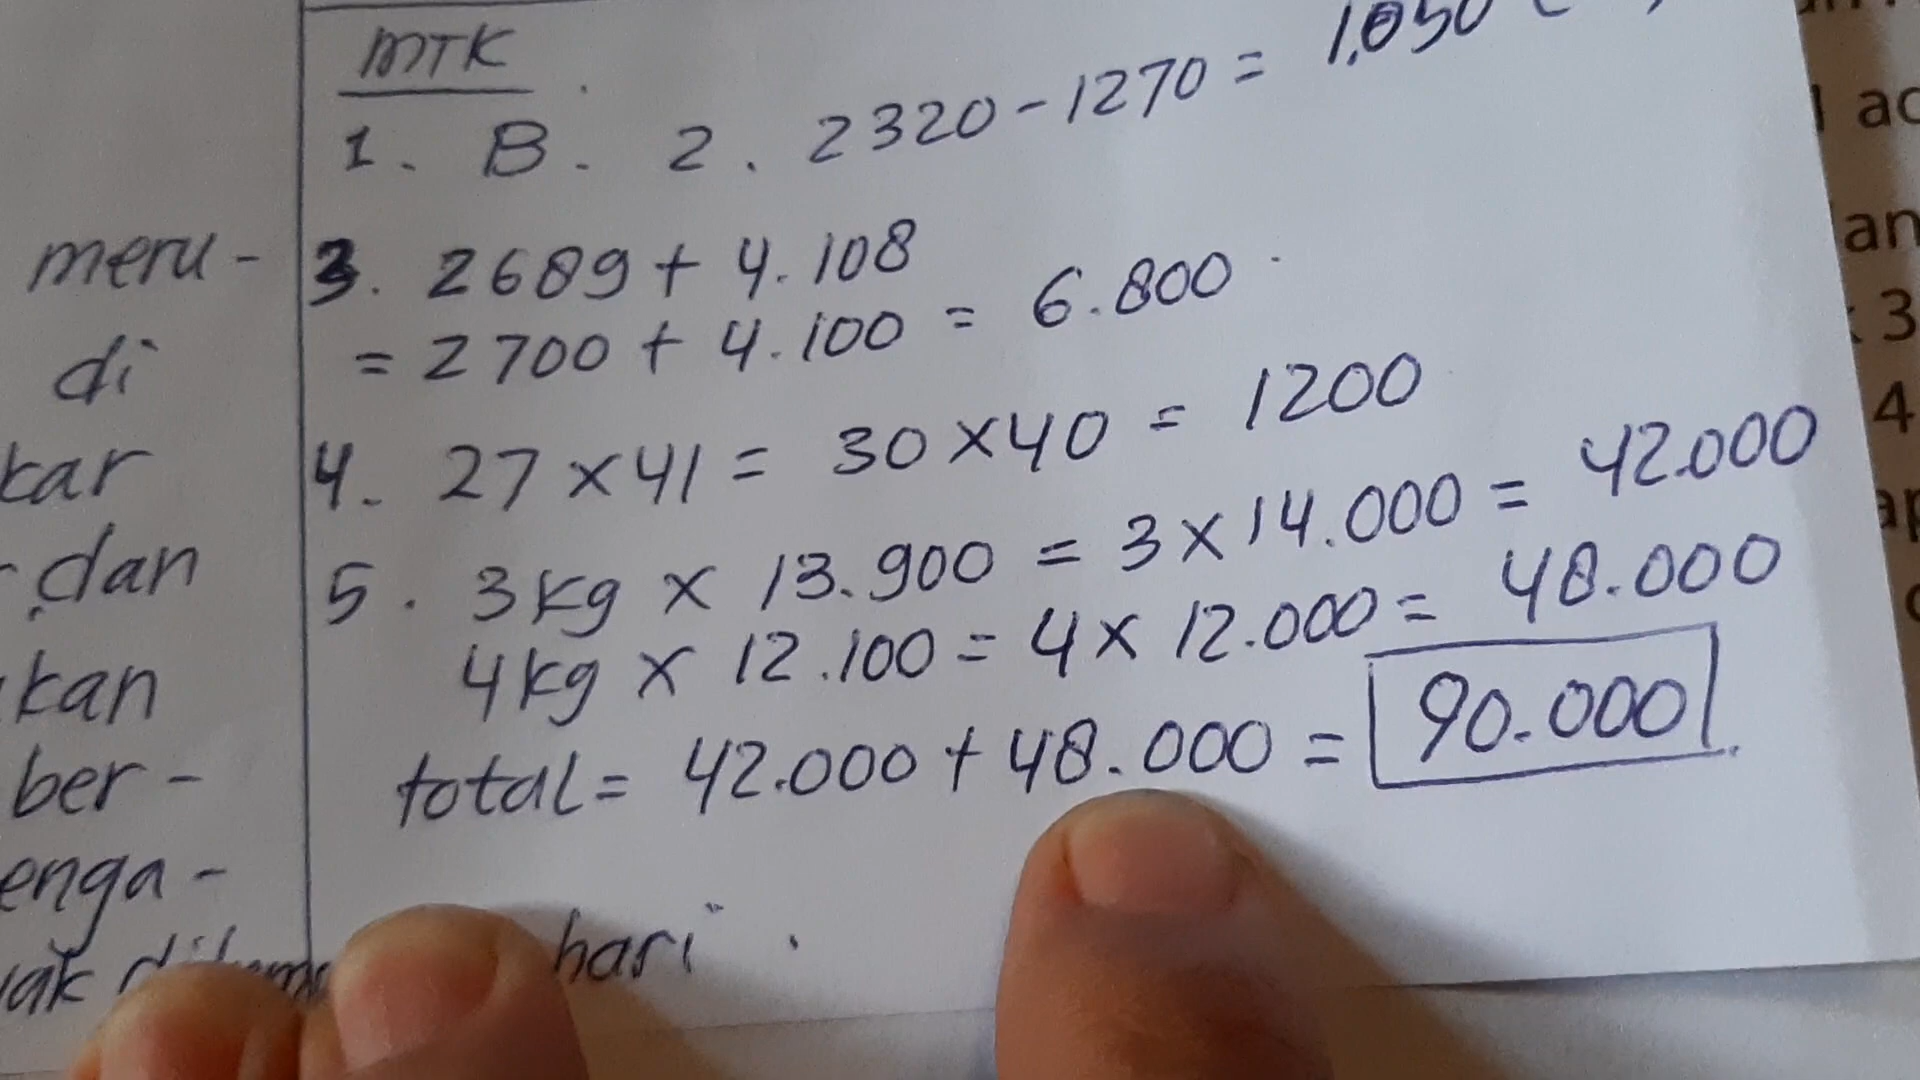 MTK
1. B. 2. 2320 - 1270 = 1.050
3. 2689 + 4.108
= 2700 + 4.100 = 6.800
4. 27 x 41 = 30 x 40 = 1200
5. 3kg x 13.900 = 3 x 14.000 = 42.000
4kg x 12.100 = 4 x 12.000 = 48.000
total = 42.000 + 48.000 = 90.000
hari".
meru-
di
kar
dan
kan
ber-
enga-
an
3
4